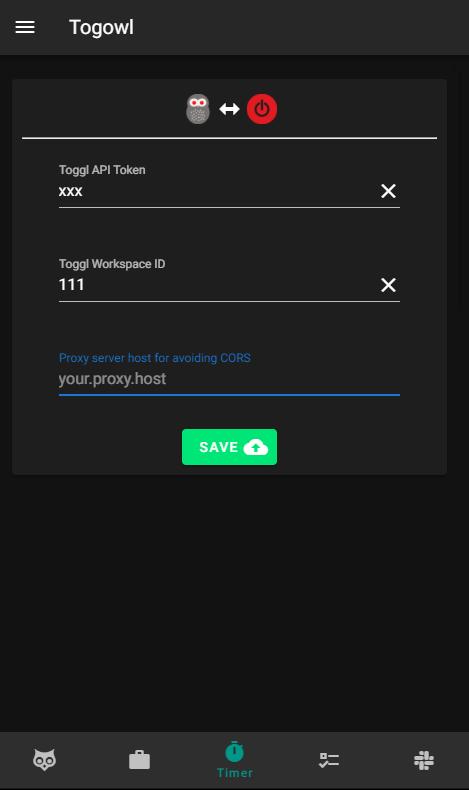 Togowl
Toggl API Token
xxx
Toggl Workspace ID
111
Proxy server host for avoiding CORS
your.proxy.host
SAVE
Timer